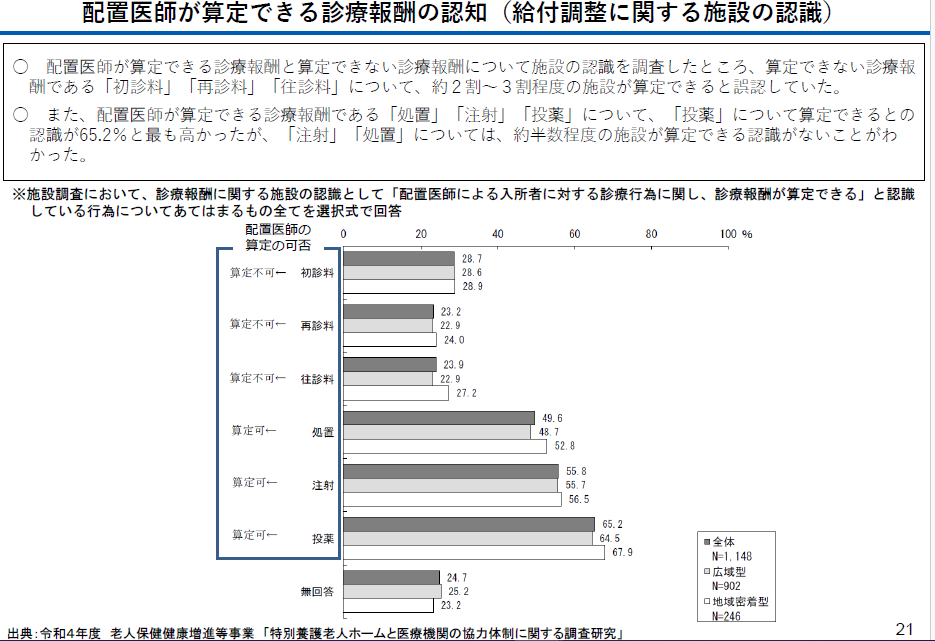 配置医師が算定できる診療報酬の認知（給付調整に関する施設の認識）
○　配置医師が算定できる診療報酬と算定できない診療報酬について施設の認識を調査したところ、算定できない診療報
酬である「初診料」「再診料」「往診料」について、約２割～３割程度の施設が算定できると誤認していた。
○　また、配置医師が算定できる診療報酬である「処置」「注射」「投薬」について、「投薬」について算定できるとの
認識が65.2％と最も高かったが、「注射」「処置」については、約半数程度の施設が算定できる認識がないことがわ
かった。
※施設調査において、診療報酬に関する施設の認識として「配置医師による入所者に対する診療行為に関し、診療報酬が算定できる」と認識
している行為についてあてはまるもの全てを選択式で回答
配置医師の
算定の可否
0 20 40 60 80 100 %
算定不可← 初診料
28.7
28.6
28.9
算定不可← 再診料
23.2
22.9
24.0
算定不可← 往診料
23.9
22.9
27.2
算定可← 処置
49.6
48.7
52.8
算定可← 注射
55.8
55.7
56.5
算定可← 投薬
65.2
64.5
67.9
無回答
24.7
25.2
23.2
全体
N=1,148
広域型
N=902
地域密着型
N=246
出典：令和４年度　老人保健健康増進等事業「特別養護老人ホームと医療機関の協力体制に関する調査研究」
21